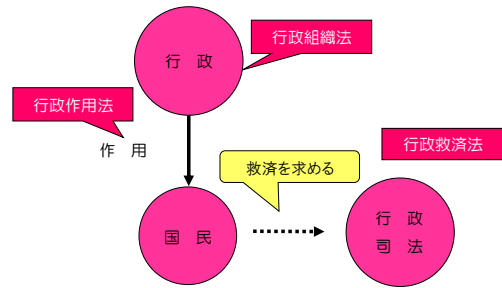 行政組織法
行 政
行政作用法
作 用
行政救済法
救済を求める
国 民
行 政
司 法